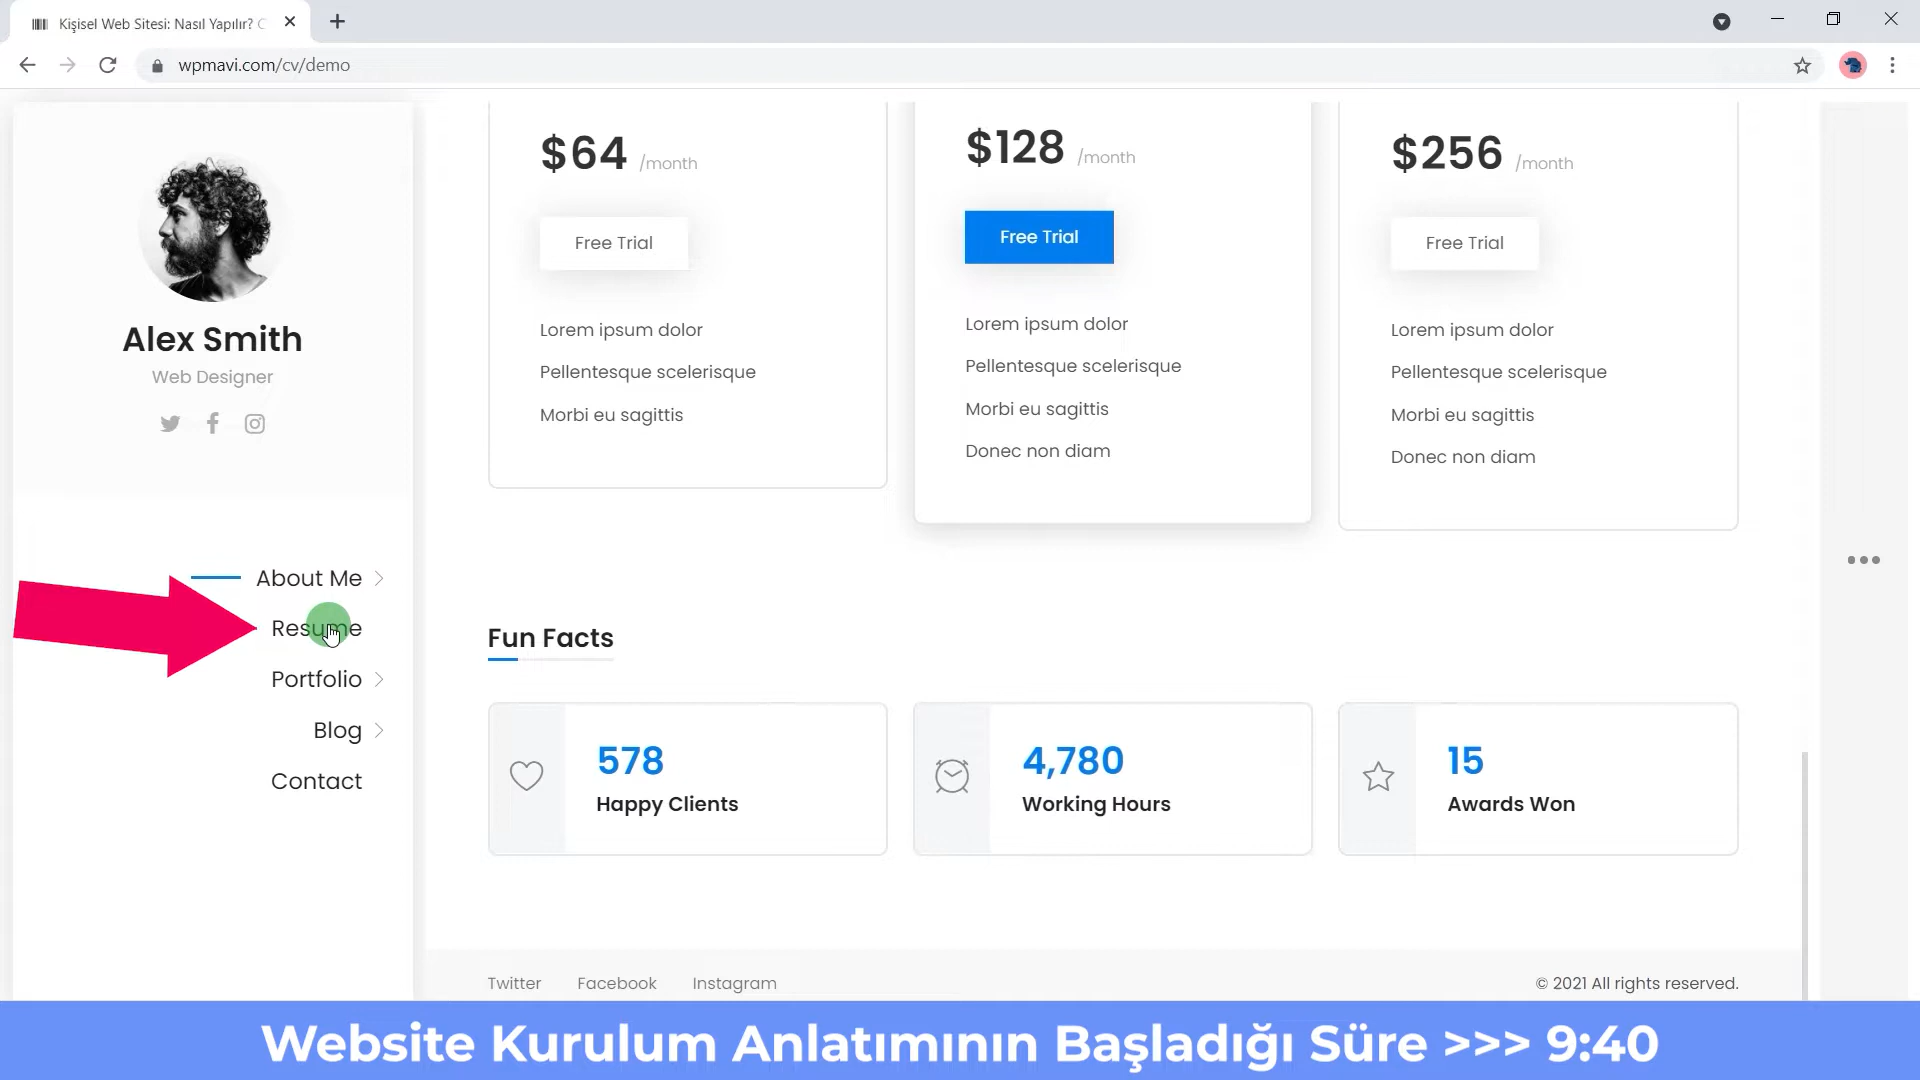 Kişisel Web Sitesi: Nasıl Yapılır?
wpmavi.com/cv/demo
Alex Smith
Web Designer
About Me
Resume
Portfolio
Blog
Contact
$64 /month
Free Trial
Lorem ipsum dolor
Pellentesque scelerisque
Morbi eu sagittis
$128 /month
Free Trial
Lorem ipsum dolor
Pellentesque scelerisque
Morbi eu sagittis
Donec non diam
$256 /month
Free Trial
Lorem ipsum dolor
Pellentesque scelerisque
Morbi eu sagittis
Donec non diam
Fun Facts
578
Happy Clients
4,780
Working Hours
15
Awards Won
Twitter Facebook Instagram
© 2021 All rights reserved.
Website Kurulum Anlatımının Başladığı Süre >>> 9:40